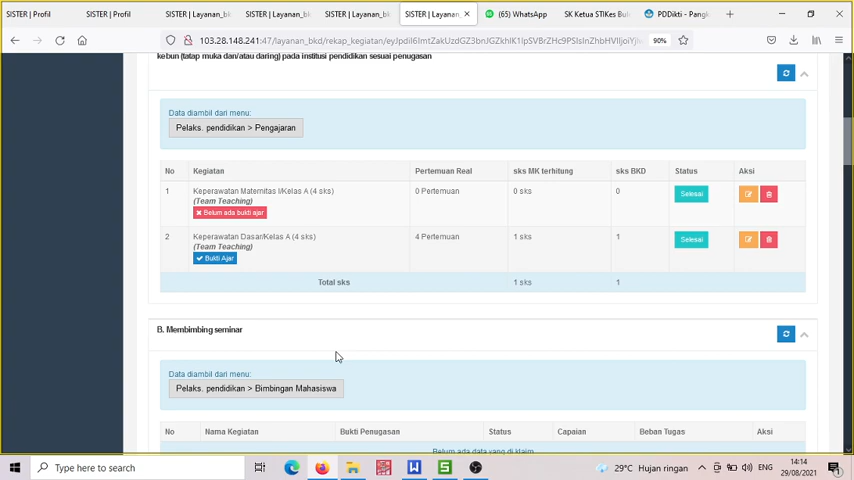 SISTER | Profil
SISTER | Profil
SISTER | Layanan_bk
SISTER | Layanan_bk
SISTER | Layanan_bk
SISTER | Layanan_bk
(65) WhatsApp
SK Ketua STIKes Bul
PDDikti - Pangk
103.28.148.241:47/layanan_bkd/rekap_kegiatan/
90%
kebun (tatap muka dan/atau daring) pada institusi pendidikan sesuai penugasan
Data diambil dari menu:
Pelaks. pendidikan > Pengajaran
No Kegiatan Pertemuan Real sks MK terhitung sks BKD Status Aksi
1 Keperawatan Maternitas I/Kelas A (4 sks) 0 Pertemuan 0 sks 0 Selesai
(Team Teaching)
Belum ada bukti ajar
2 Keperawatan Dasar/Kelas A (4 sks) 4 Pertemuan 1 sks 1 Selesai
(Team Teaching)
Bukti Ajar
Total sks 1 sks 1
B. Membimbing seminar
Data diambil dari menu:
Pelaks. pendidikan > Bimbingan Mahasiswa
No Nama Kegiatan Bukti Penugasan Status Capaian Beban Tugas Aksi
Belum ada data yang di klaim
Type here to search
29°C Hujan ringan
ENG
14:14
29/08/2021